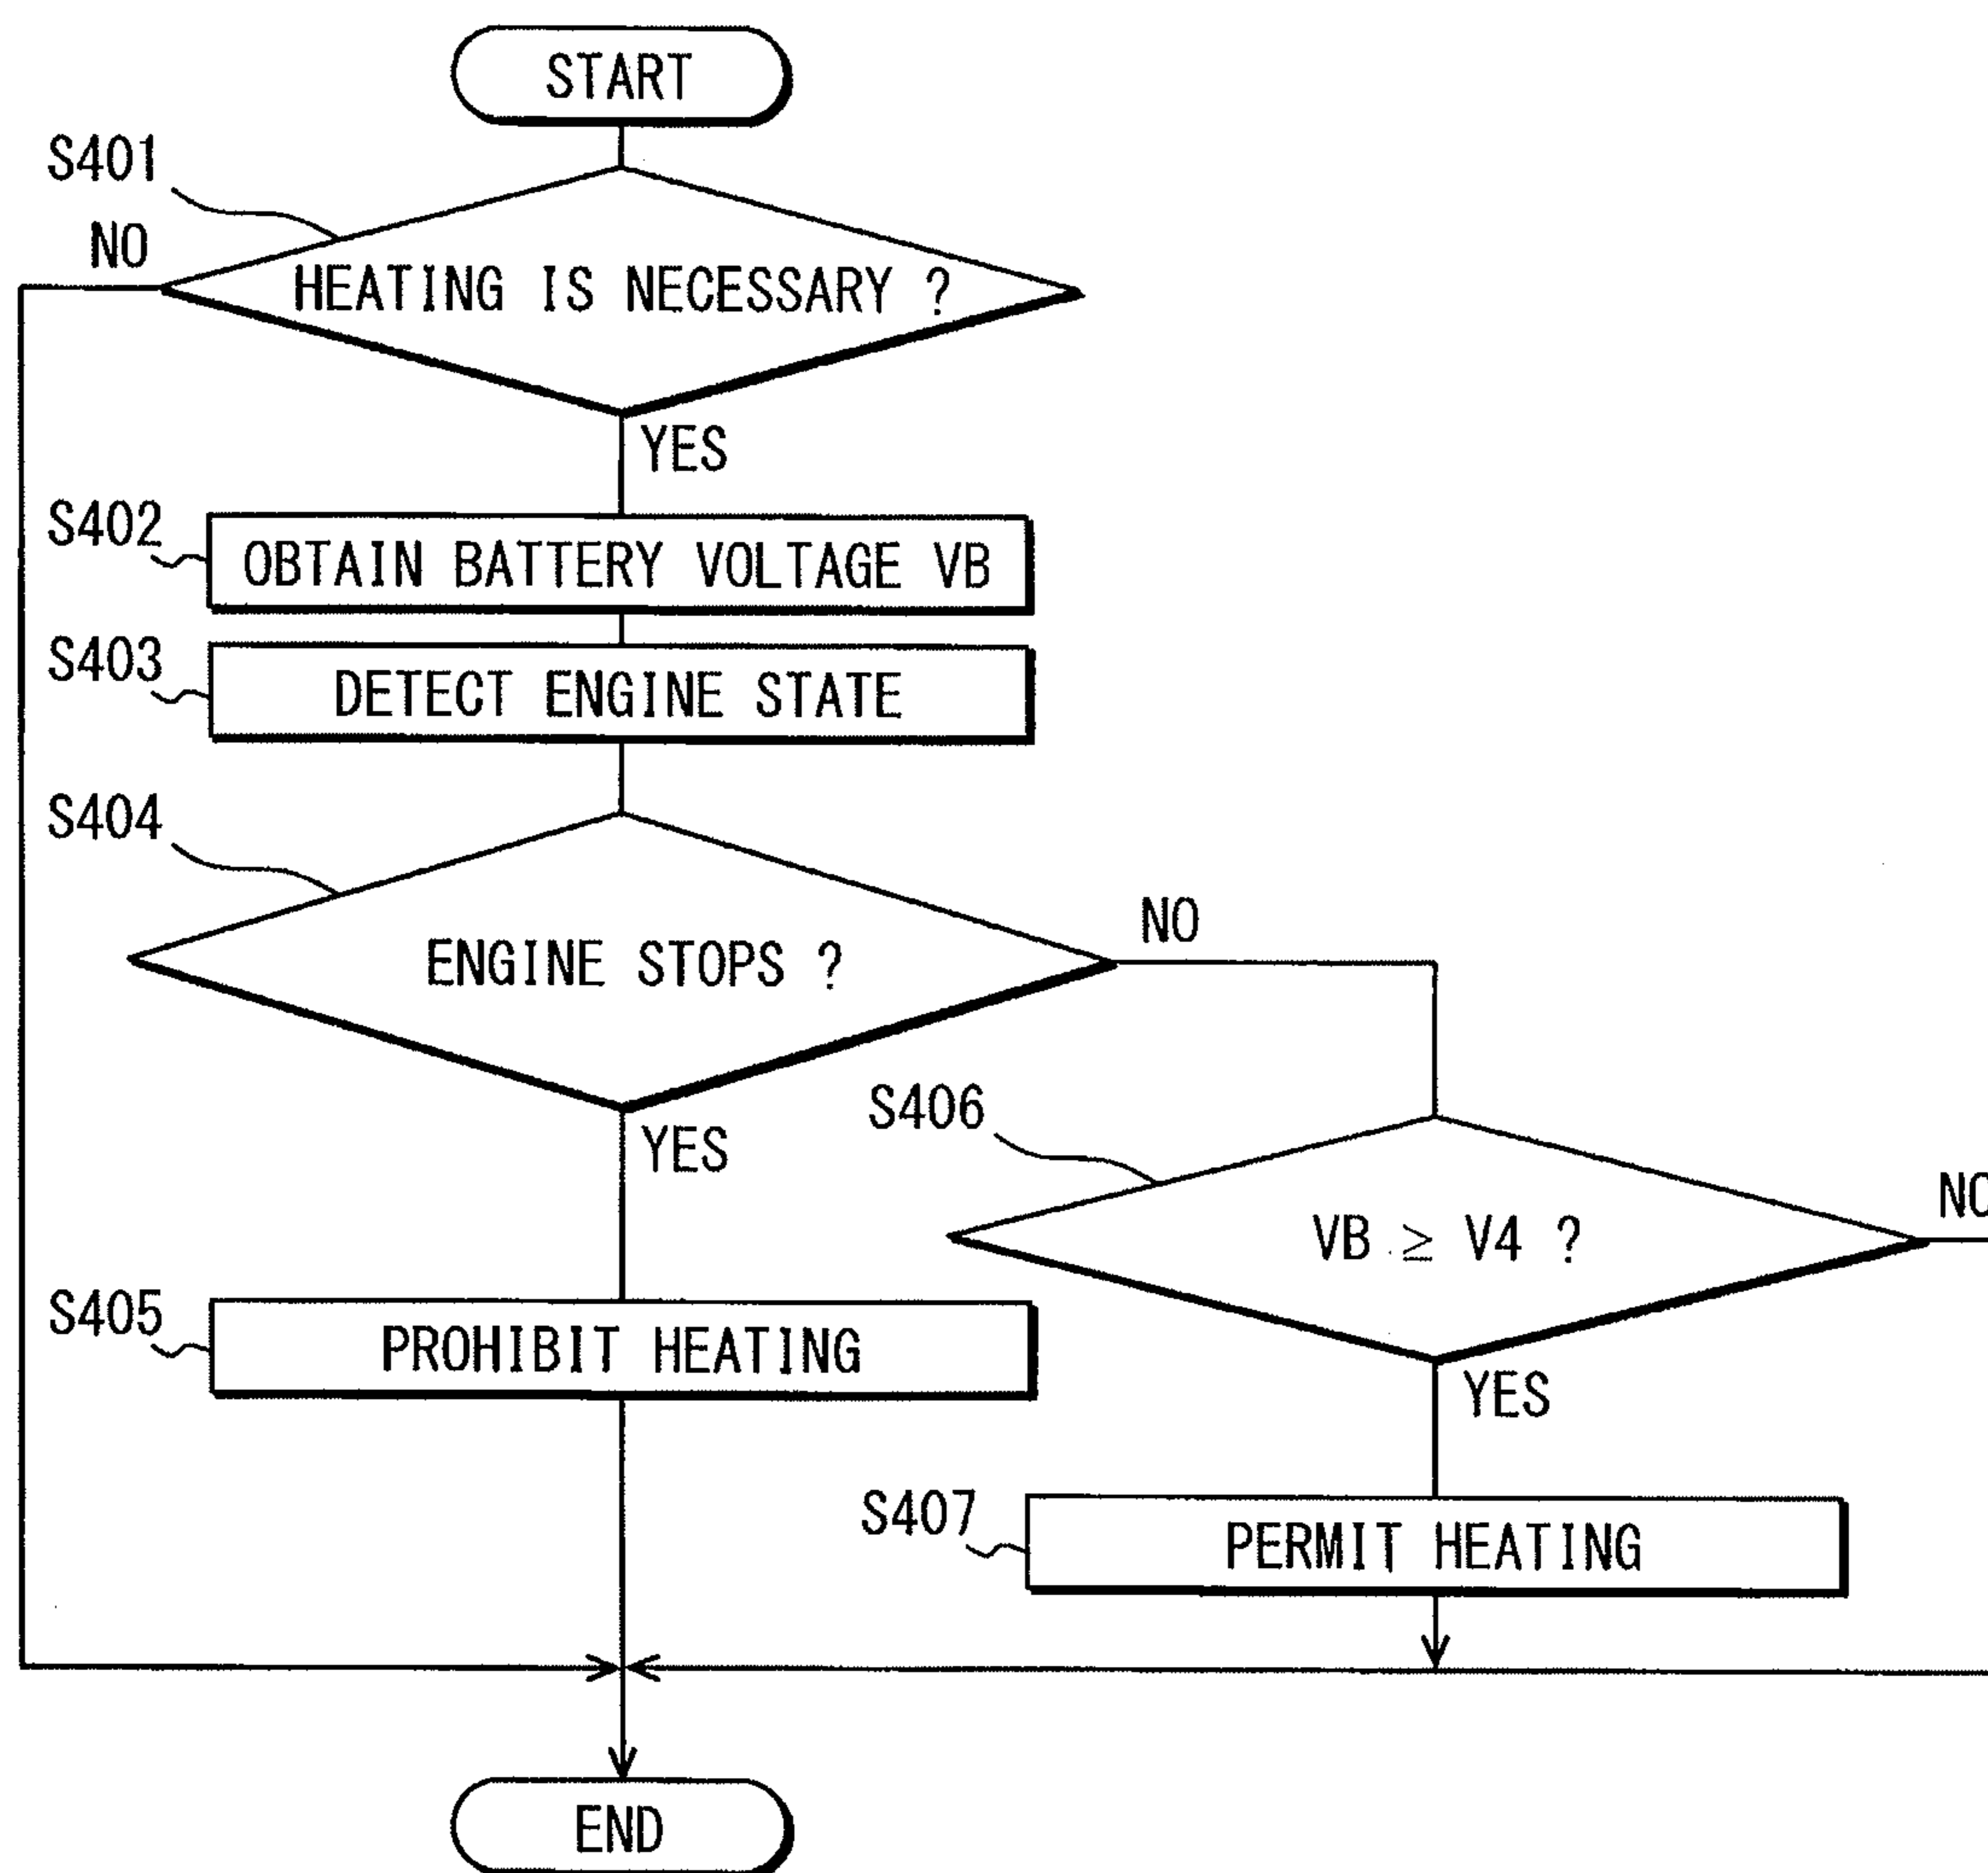 START
S401
NO
HEATING IS NECESSARY ?
YES
S402
OBTAIN BATTERY VOLTAGE VB
S403
DETECT ENGINE STATE
S404
ENGINE STOPS ?
NO
YES
S406
VB ≧ V4 ?
NO
YES
S405
PROHIBIT HEATING
S407
PERMIT HEATING
END